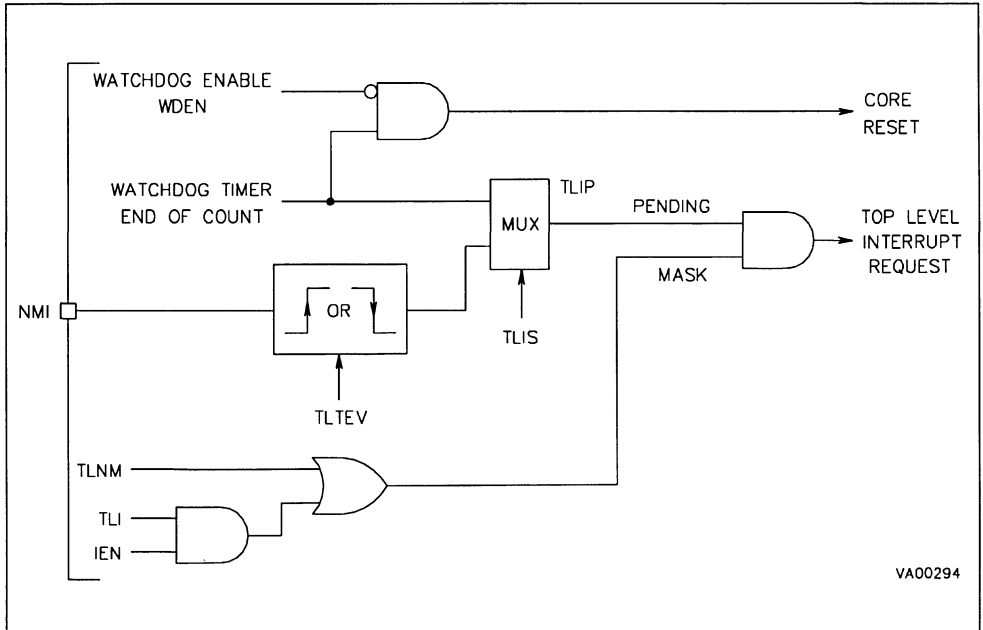 WATCHDOG ENABLE
WDEN
CORE
RESET
WATCHDOG TIMER
END OF COUNT
TLIP
MUX
PENDING
TOP LEVEL
INTERRUPT
REQUEST
MASK
NMI
OR
TLIS
TLTEV
TLNM
TLI
IEN
VA00294